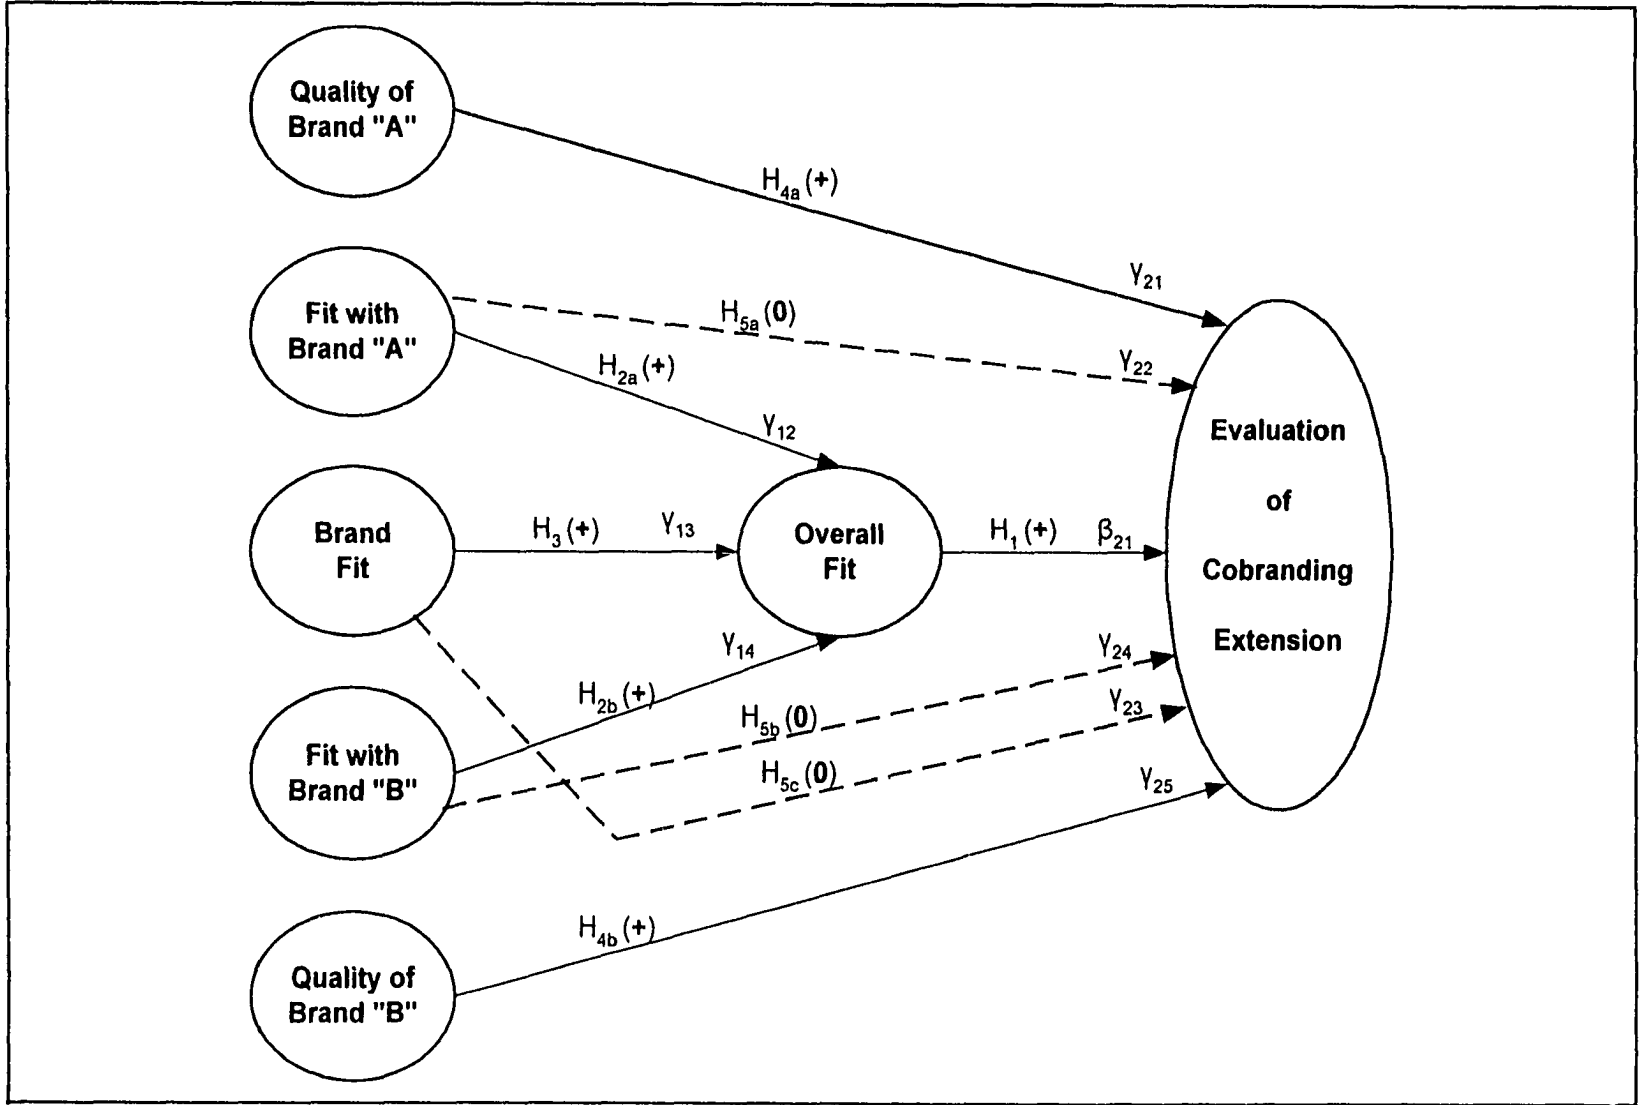 Quality of
Brand "A"
H4a (+)
γ21
Fit with
Brand "A"
H5a (0)
γ22
H2a (+)
γ12
Brand
Fit
H3 (+)
γ13
Overall
Fit
H1 (+)
β21
Evaluation
of
Cobranding
Extension
γ14
H2b (+)
γ24
H5b (0)
γ23
H5c (0)
Fit with
Brand "B"
γ25
H4b (+)
Quality of
Brand "B"